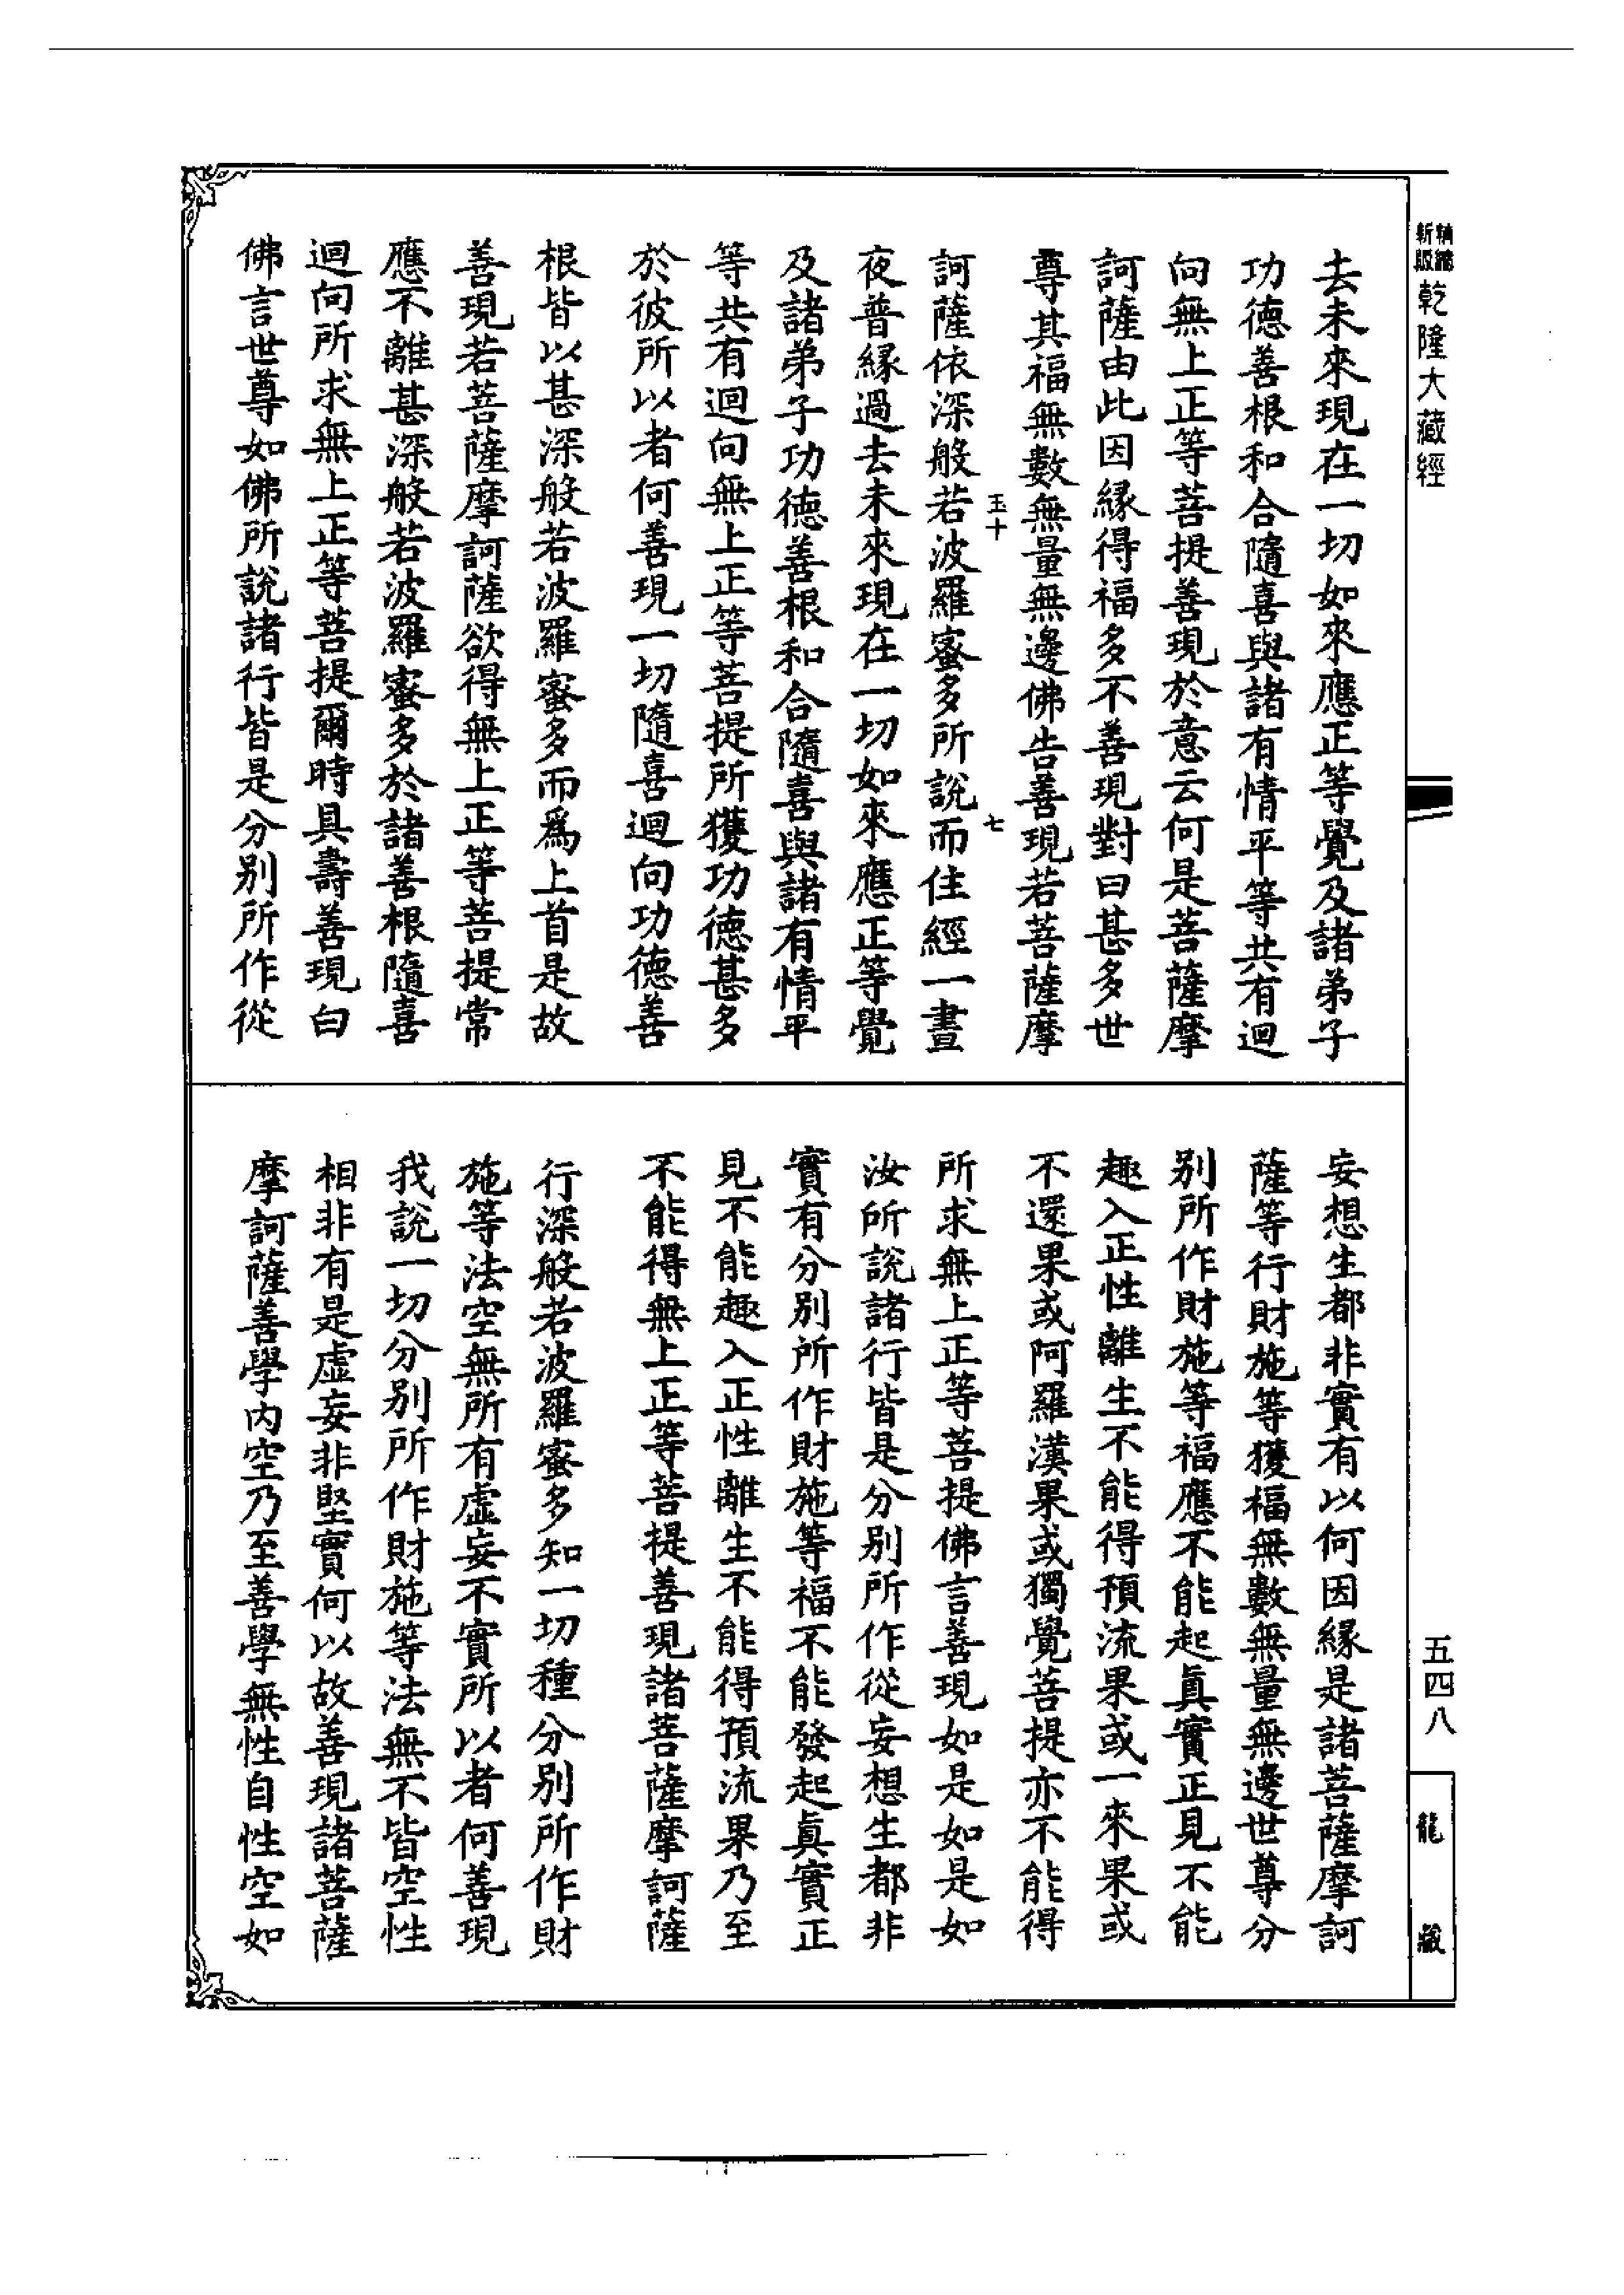 精縮新版乾隆大藏經
去未來現在一切如來應正等覺及諸弟子
功德善根和合隨喜與諸有情平等共有迴
向無上正等菩提善現於意云何是菩薩摩
訶薩由此因緣得福多不善現對曰甚多世
尊其福無數無量無邊佛告善現若菩薩摩
玉十 七
訶薩依深般若波羅蜜多所說而住經一晝
夜普緣過去未來現在一切如來應正等覺
及諸弟子功德善根和合隨喜與諸有情平
等共有迴向無上正等菩提所獲功德甚多
於彼所以者何善現一切隨喜迴向功德善
根皆以甚深般若波羅蜜多而為上首是故
善現若菩薩摩訶薩欲得無上正等菩提常
應不離甚深般若波羅蜜多於諸善根隨喜
迴向所求無上正等菩提爾時具壽善現白
佛言世尊如佛所說諸行皆是分別所作從
妄想生都非實有以何因緣是諸菩薩摩訶
薩等行財施等獲福無數無量無邊世尊分
別所作財施等福應不能起真實正見不能
趣入正性離生不能得預流果或一來果或
不還果或阿羅漢果或獨覺菩提亦不能得
所求無上正等菩提佛言善現如是如是如
汝所說諸行皆是分別所作從妄想生都非
實有分別所作財施等福不能發起真實正
見不能趣入正性離生不能得預流果乃至
不能得無上正等菩提善現諸菩薩摩訶薩
行深般若波羅蜜多知一切種分別所作財
施等法空無所有虛妄不實所以者何善現
我說一切分別所作財施等法無不皆空性
相非有是虛妄非堅實何以故善現諸菩薩
摩訶薩善學內空乃至善學無性自性空如
五四八
龍藏